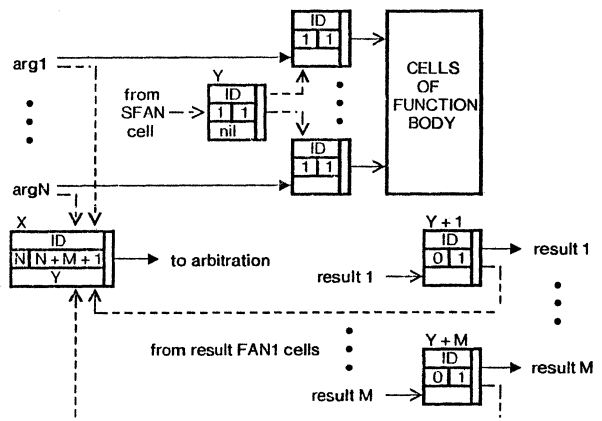 ID
1 1
arg1
Y
from
SFAN
cell
ID
1 1
nil
CELLS
OF
FUNCTION
BODY
ID
1 1
argN
X
ID
N N + M + 1
Y
to arbitration
Y + 1
ID
0 1
result 1
result 1
from result FAN1 cells
Y + M
ID
0 1
result M
result M